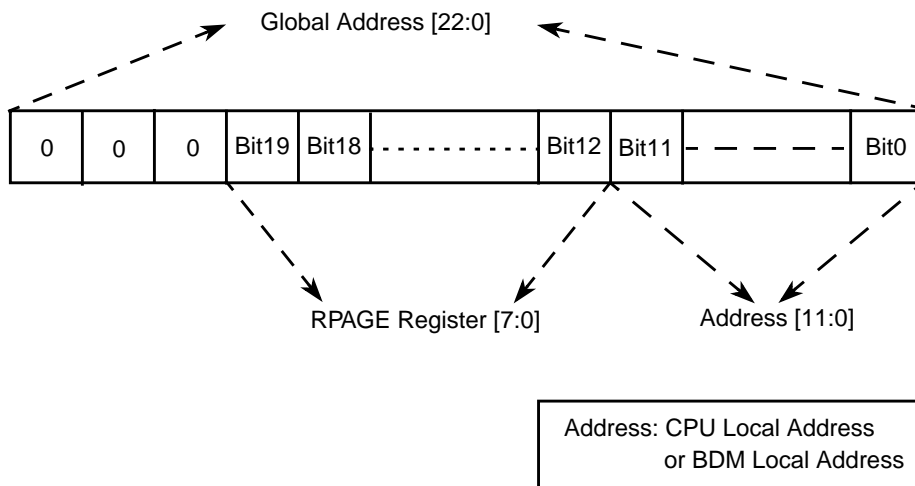 Global Address [22:0]
0 0 0 Bit19 Bit18 Bit12 Bit11 Bit0
RPAGE Register [7:0] Address [11:0]
Address: CPU Local Address
or BDM Local Address